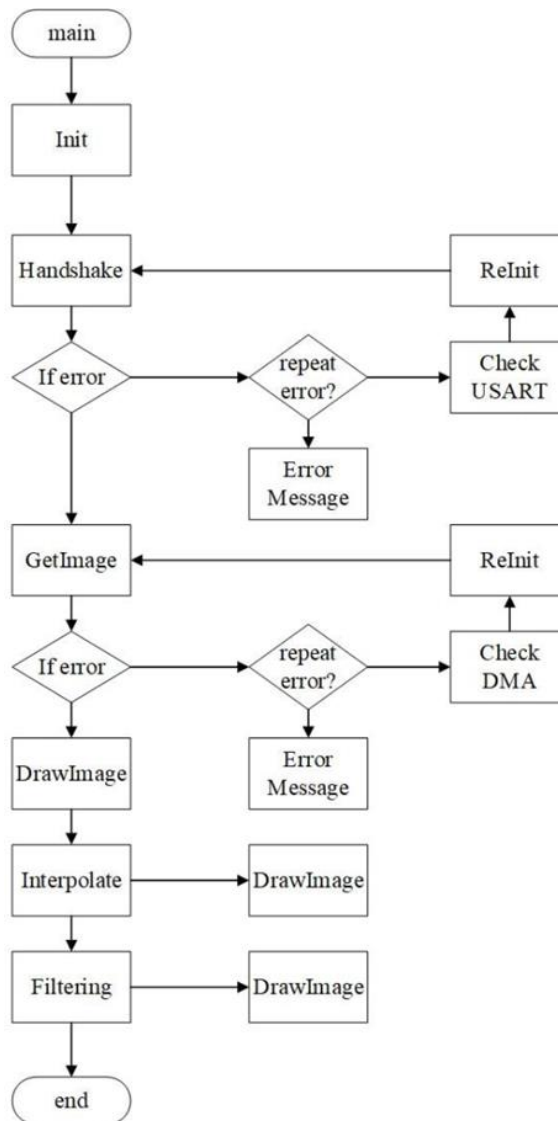 main
Init
Handshake
ReInit
If error
repeat
error?
Check
USART
Error
Message
GetImage
ReInit
If error
repeat
error?
Check
DMA
DrawImage
Error
Message
Interpolate
DrawImage
Filtering
DrawImage
end